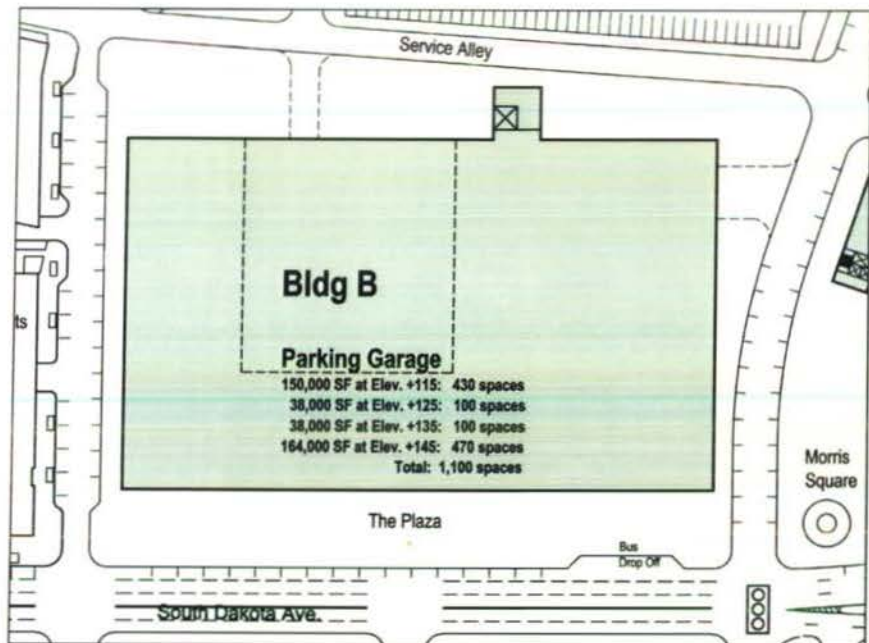 Service Alley
Bldg B
ts
Parking Garage
150,000 SF at Elev. +115: 430 spaces
38,000 SF at Elev. +125: 100 spaces
38,000 SF at Elev. +135: 100 spaces
164,000 SF at Elev. +145: 470 spaces
Total: 1,100 spaces
Morris
Square
The Plaza
Bus
Drop Off
South Dakota Ave.